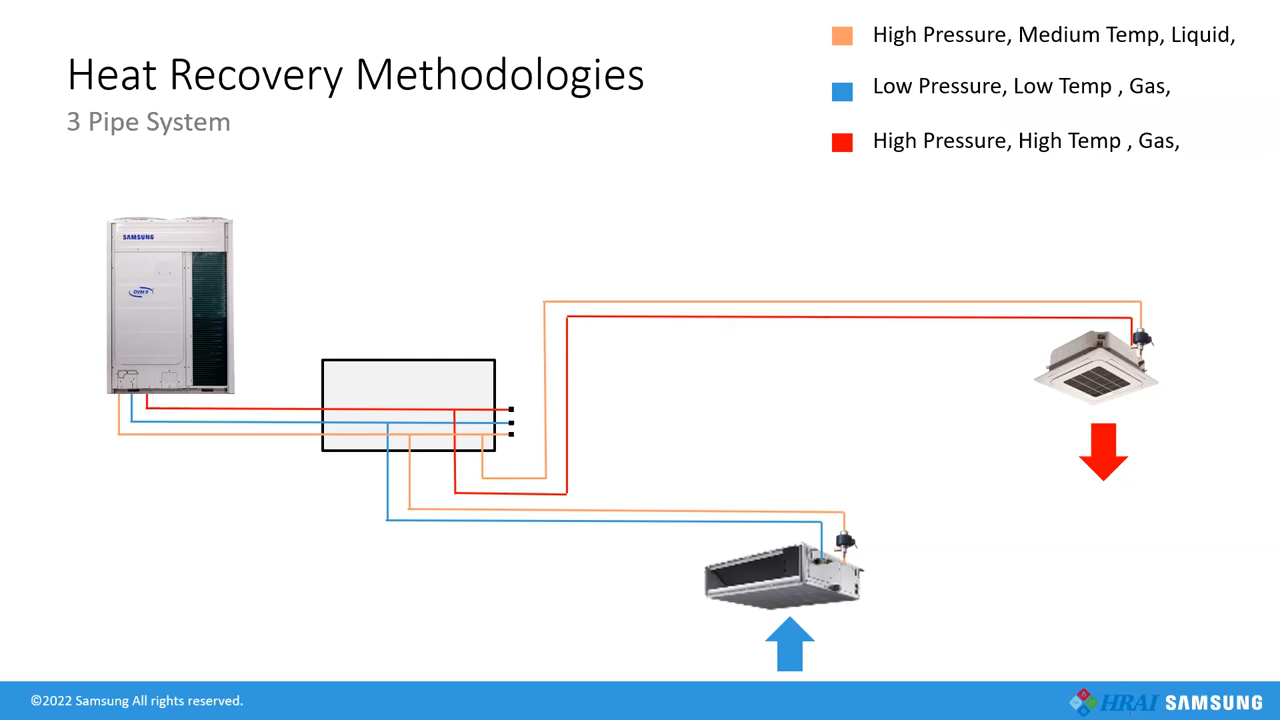 Heat Recovery Methodologies
3 Pipe System
High Pressure, Medium Temp, Liquid,
Low Pressure, Low Temp , Gas,
High Pressure, High Temp , Gas,
SAMSUNG
DVM S
©2022 Samsung All rights reserved.
HRAI SAMSUNG